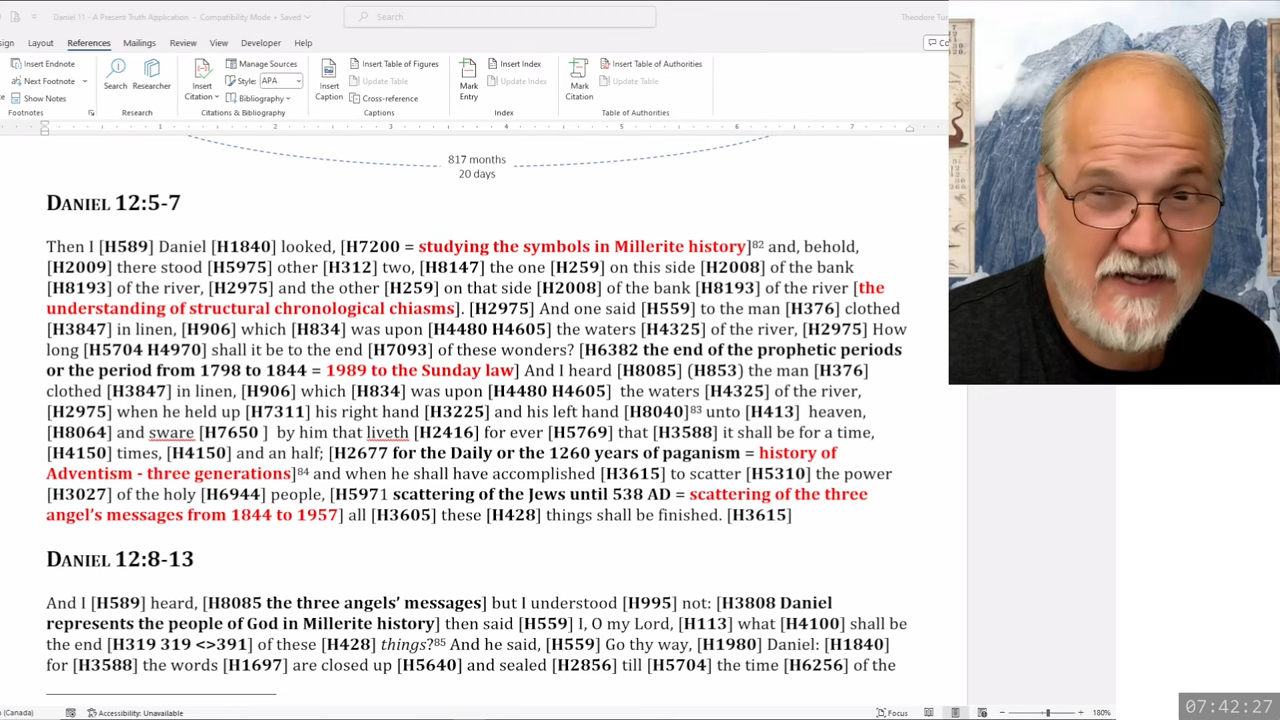 Daniel 11 - A Present Truth Application - Compatibility Mode • Saved
Search
Theodore Tur
sign Layout References Mailings Review View Developer Help
Insert Endnote
Next Footnote
Show Notes
Footnotes
Search
Researcher
Research
Insert Citation
Manage Sources
Style: APA
Bibliography
Citations & Bibliography
Insert Caption
Insert Table of Figures
Update Table
Cross-reference
Captions
Mark Entry
Insert Index
Update Index
Index
Mark Citation
Insert Table of Authorities
Update Table
Table of Authorities
1 2 3 4 5 6 7
817 months
20 days
DANIEL 12:5-7
Then I [H589] Daniel [H1840] looked, [H7200 = studying the symbols in Millerite history]82 and, behold,
[H2009] there stood [H5975] other [H312] two, [H8147] the one [H259] on this side [H2008] of the bank
[H8193] of the river, [H2975] and the other [H259] on that side [H2008] of the bank [H8193] of the river [the
understanding of structural chronological chiasms]. [H2975] And one said [H559] to the man [H376] clothed
[H3847] in linen, [H906] which [H834] was upon [H4480 H4605] the waters [H4325] of the river, [H2975] How
long [H5704 H4970] shall it be to the end [H7093] of these wonders? [H6382 the end of the prophetic periods
or the period from 1798 to 1844 = 1989 to the Sunday law] And I heard [H8085] (H853) the man [H376]
clothed [H3847] in linen, [H906] which [H834] was upon [H4480 H4605] the waters [H4325] of the river,
[H2975] when he held up [H7311] his right hand [H3225] and his left hand [H8040]83 unto [H413] heaven,
[H8064] and sware [H7650 ] by him that liveth [H2416] for ever [H5769] that [H3588] it shall be for a time,
[H4150] times, [H4150] and an half; [H2677 for the Daily or the 1260 years of paganism = history of
Adventism - three generations]84 and when he shall have accomplished [H3615] to scatter [H5310] the power
[H3027] of the holy [H6944] people, [H5971 scattering of the Jews until 538 AD = scattering of the three
angel's messages from 1844 to 1957] all [H3605] these [H428] things shall be finished. [H3615]
DANIEL 12:8-13
And I [H589] heard, [H8085 the three angels' messages] but I understood [H995] not: [H3808 Daniel
represents the people of God in Millerite history] then said [H559] I, O my Lord, [H113] what [H4100] shall be
the end [H319 319 <>391] of these [H428] things?85 And he said, [H559] Go thy way, [H1980] Daniel: [H1840]
for [H3588] the words [H1697] are closed up [H5640] and sealed [H2856] till [H5704] the time [H6256] of the
(Canada)
Accessibility: Unavailable
Focus
180%
07:42:27